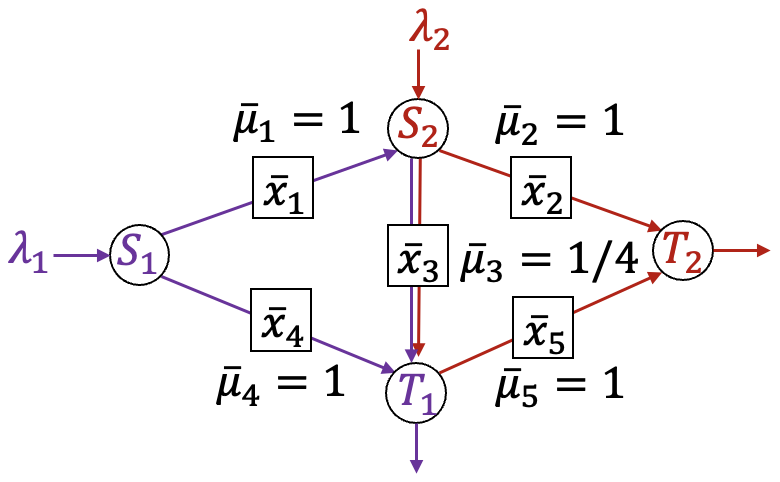 λ₂
μ̄₁ = 1
S₂
μ̄₂ = 1
x̄₁
x̄₂
λ₁
S₁
x̄₃
μ̄₃ = 1/4
T₂
x̄₄
x̄₅
μ̄₄ = 1
T₁
μ̄₅ = 1